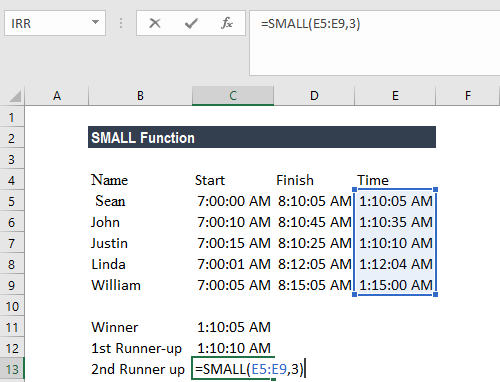 IRR fx =SMALL(E5:E9,3)
A B C D E F
1
2 SMALL Function
3
4 Name Start Finish Time
5 Sean 7:00:00 AM 8:10:05 AM 1:10:05 AM
6 John 7:00:10 AM 8:10:45 AM 1:10:35 AM
7 Justin 7:00:15 AM 8:10:25 AM 1:10:10 AM
8 Linda 7:00:01 AM 8:12:05 AM 1:12:04 AM
9 William 7:00:05 AM 8:15:05 AM 1:15:00 AM
10
11 Winner 1:10:05 AM
12 1st Runner-up 1:10:10 AM
13 2nd Runner up =SMALL(E5:E9,3)